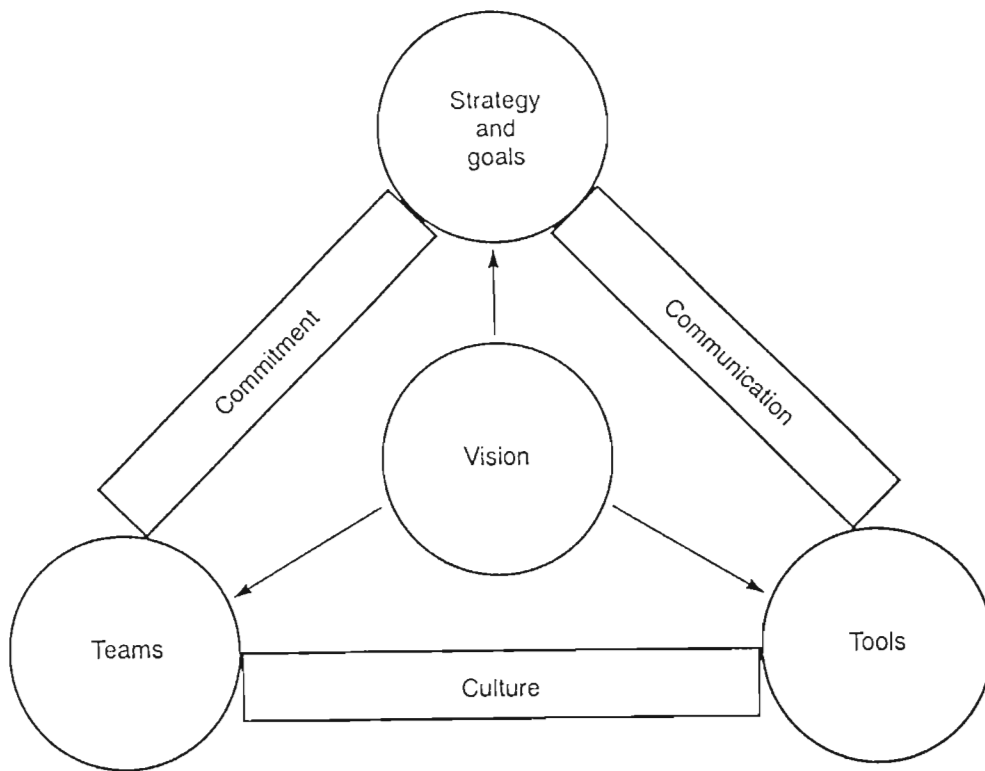 Strategy
and
goals
Commitment
Communication
Vision
Teams
Culture
Tools